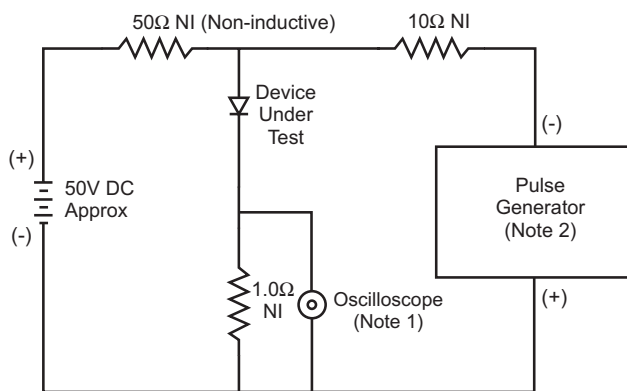 50Ω NI (Non-inductive)
10Ω NI
Device
Under
Test
(-)
(+)
50V DC
Approx
(-)
Pulse
Generator
(Note 2)
1.0Ω
NI
Oscilloscope
(Note 1)
(+)